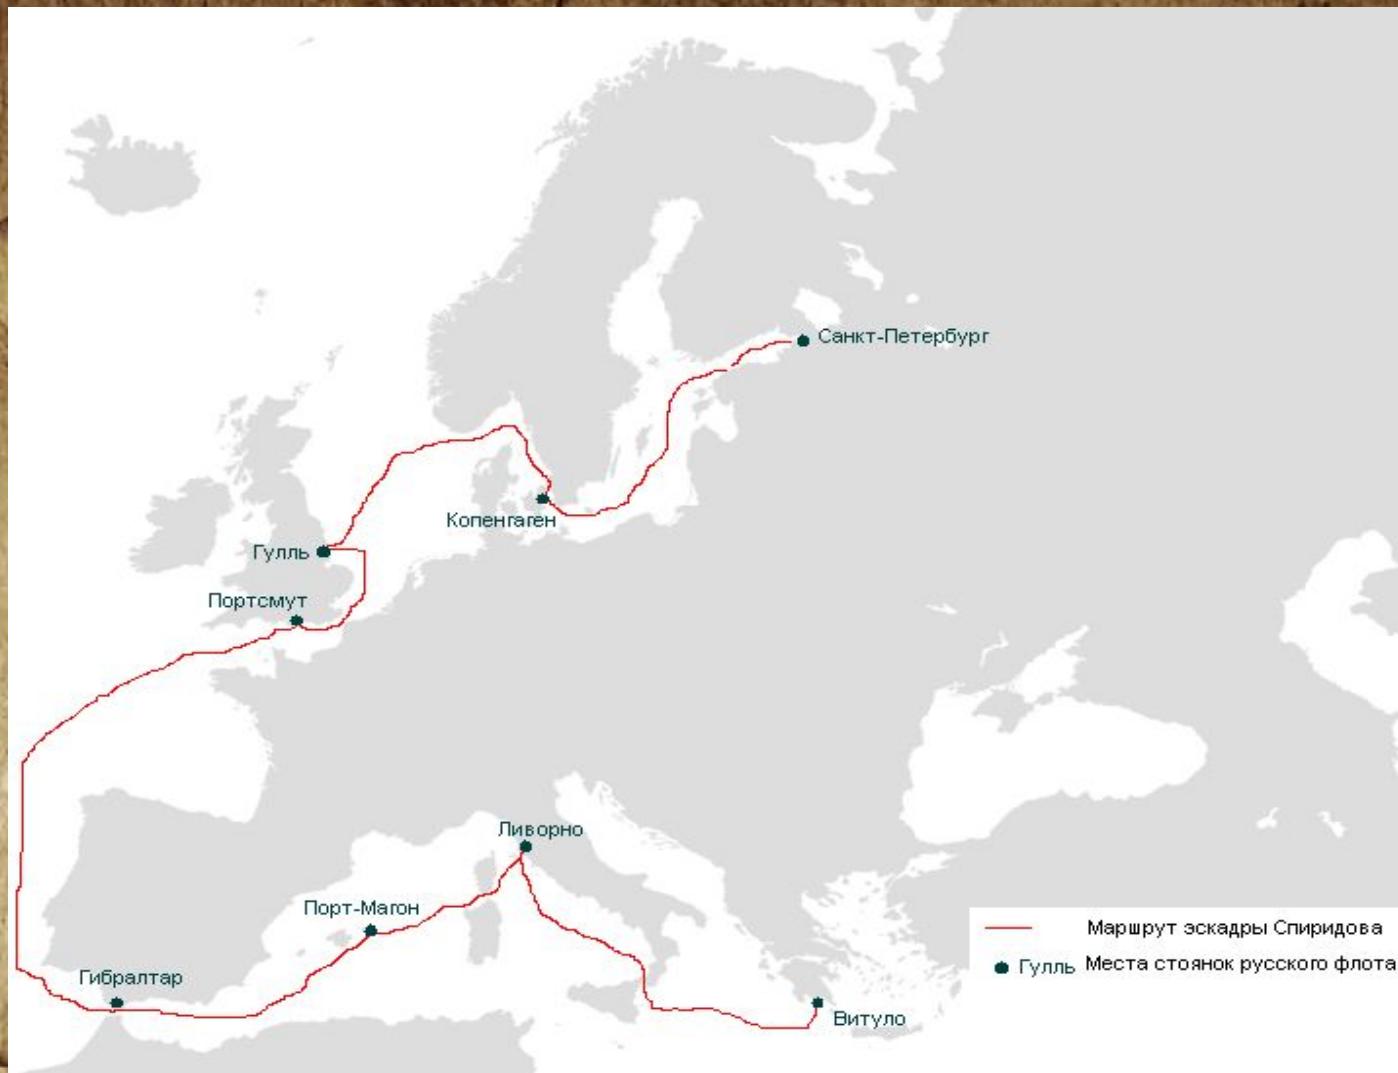 Санкт-Петербург
Копенгаген
Гулль
Портсмут
Ливорно
Порт-Магон
Гибралтар
Витуло
Маршрут эскадры Спиридова
Гулль Места стоянок русского флота